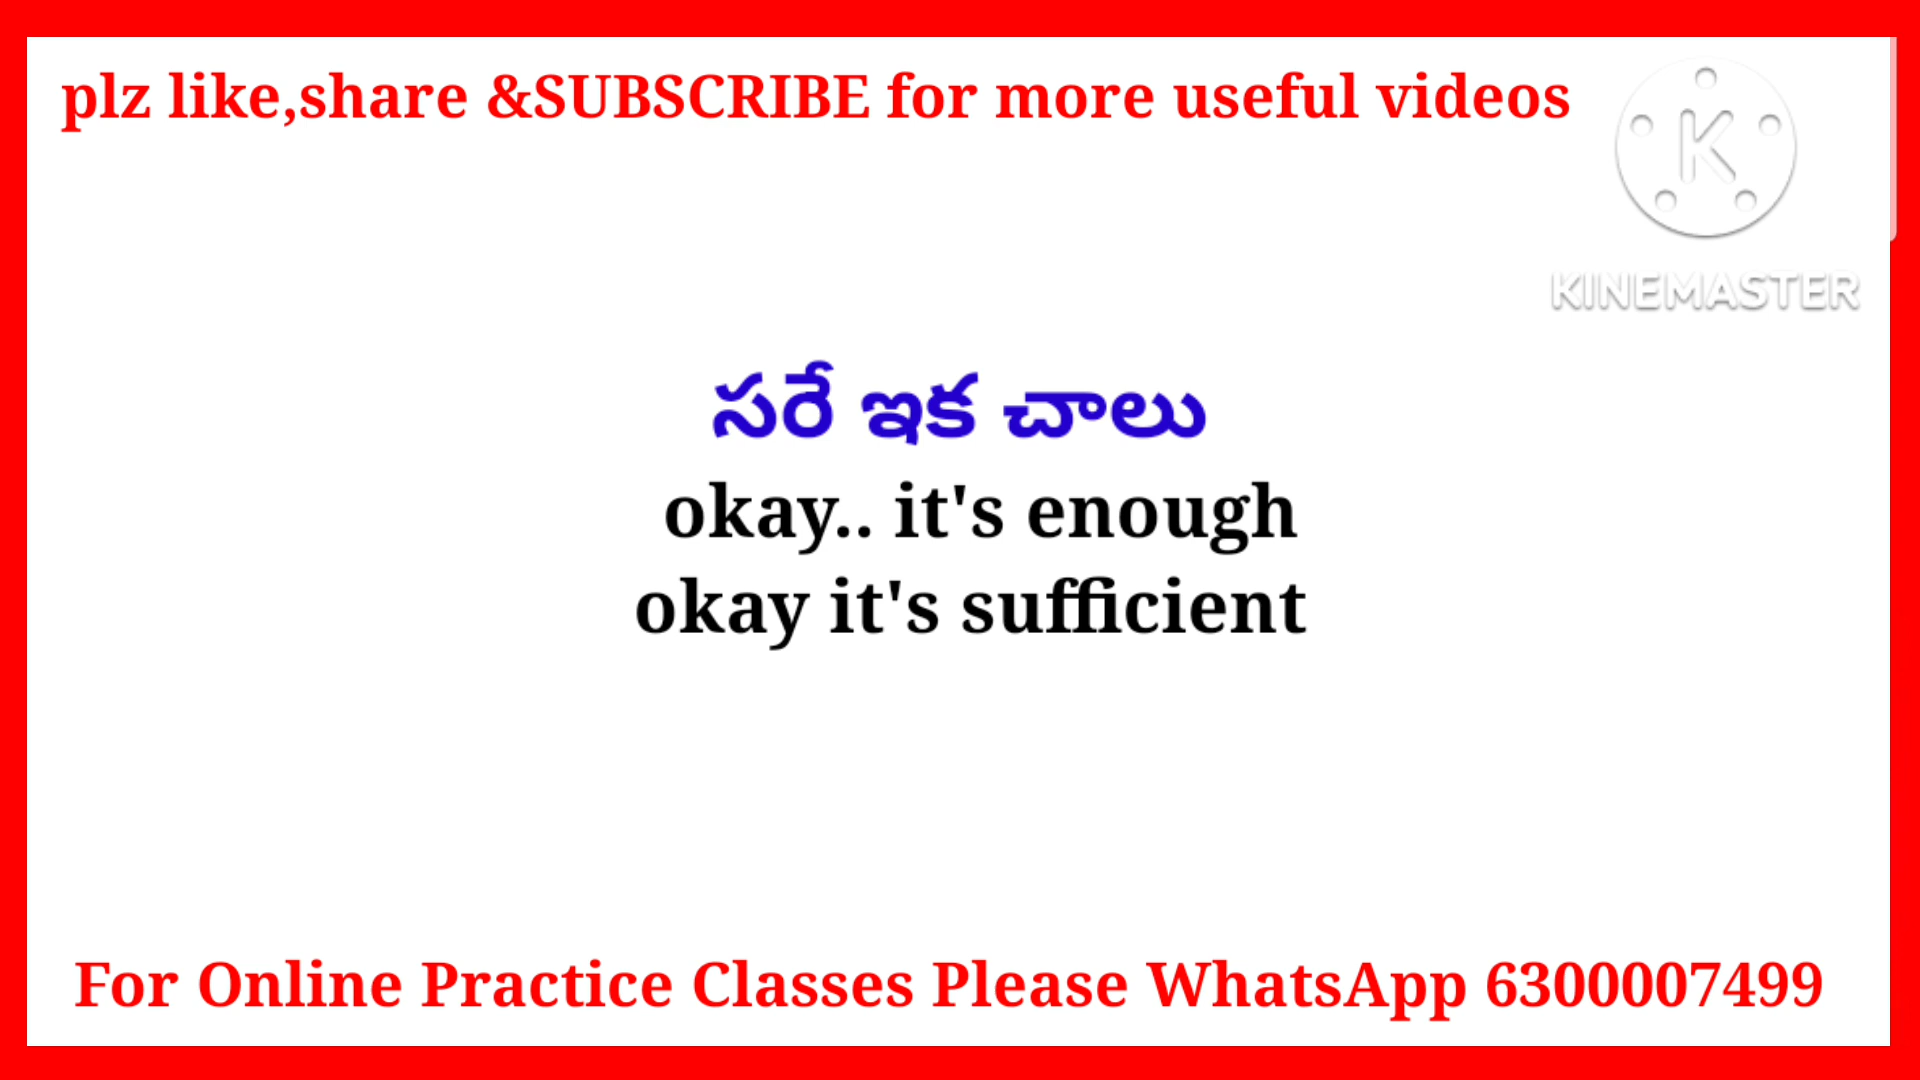 plz like,share &SUBSCRIBE for more useful videos
KINEMASTER
సరే ఇక చాలు
okay.. it's enough
okay it's sufficient
For Online Practice Classes Please WhatsApp 6300007499